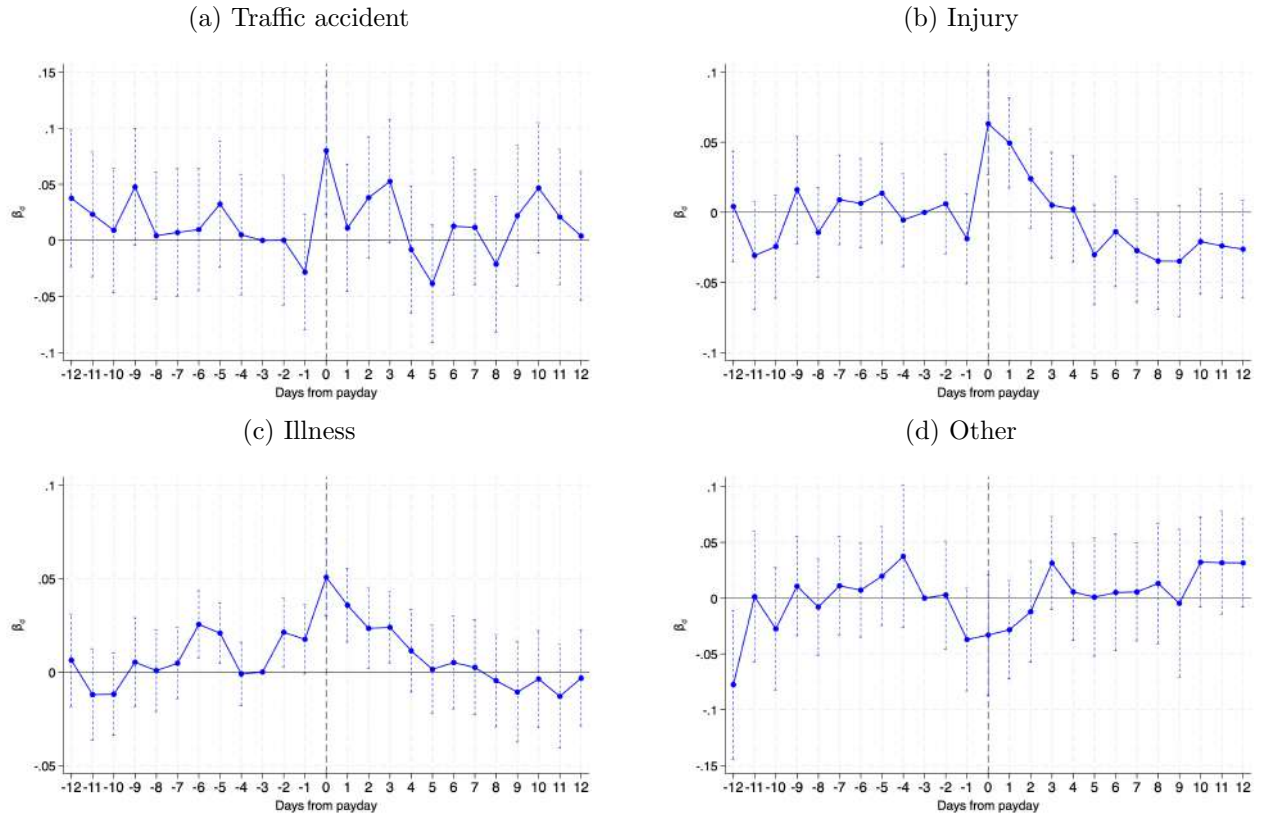 (a) Traffic accident
(b) Injury
.15
.1
.05
0
-.05
-.1
β_d
-12 -11 -10 -9 -8 -7 -6 -5 -4 -3 -2 -1 0 1 2 3 4 5 6 7 8 9 10 11 12
Days from payday
.1
.05
0
-.05
-.1
β_d
-12 -11 -10 -9 -8 -7 -6 -5 -4 -3 -2 -1 0 1 2 3 4 5 6 7 8 9 10 11 12
Days from payday
(c) Illness
(d) Other
.1
.05
0
-.05
β_d
-12 -11 -10 -9 -8 -7 -6 -5 -4 -3 -2 -1 0 1 2 3 4 5 6 7 8 9 10 11 12
Days from payday
.1
.05
0
-.05
-.1
-.15
β_d
-12 -11 -10 -9 -8 -7 -6 -5 -4 -3 -2 -1 0 1 2 3 4 5 6 7 8 9 10 11 12
Days from payday